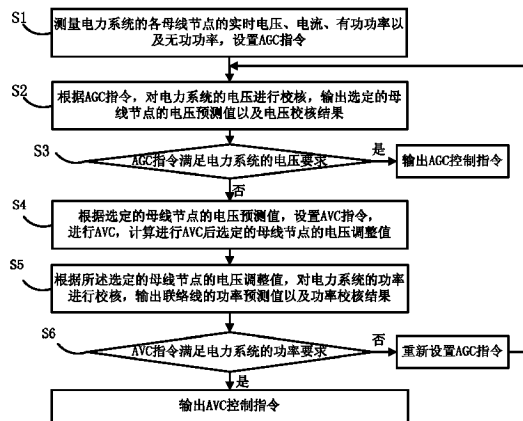 S1
测量电力系统的各母线节点的实时电压、电流、有功功率以
及无功功率，设置AGC指令
S2
根据AGC指令，对电力系统的电压进行校核，输出选定的母
线节点的电压预测值以及电压校核结果
S3
AGC指令满足电力系统的电压要求
是
输出AGC控制指令
否
S4
根据选定的母线节点的电压预测值，设置AVC指令，
进行AVC，计算进行AVC后选定的母线节点的电压调整值
S5
根据所述选定的母线节点的电压调整值，对电力系统的功率
进行校核，输出联络线的功率预测值以及功率校核结果
S6
AVC指令满足电力系统的功率要求
否
重新设置AGC指令
是
输出AVC控制指令